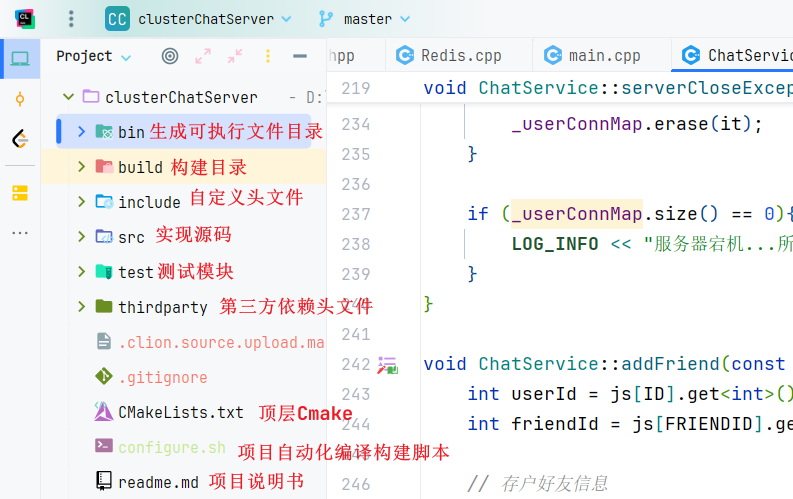 CL
CC clusterChatServer master
Project
hpp Redis.cpp main.cpp ChatServic
clusterChatServer - D:
bin 生成可执行文件目录
build 构建目录
include 自定义头文件
src 实现源码
test 测试模块
thirdparty 第三方依赖头文件
.clion.source.upload.ma
.gitignore
CMakeLists.txt 顶层Cmake
configure.sh 项目自动化编译构建脚本
readme.md 项目说明书
219 void ChatService::serverCloseExcep
234 _userConnMap.erase(it);
235 }
236
237 if (_userConnMap.size() == 0){
238 LOG_INFO << "服务器宕机...所
239 }
}
241
242 void ChatService::addFriend(const
243 int userId = js[ID].get<int>()
244 int friendId = js[FRIENDID].ge
246 // 存户好友信息